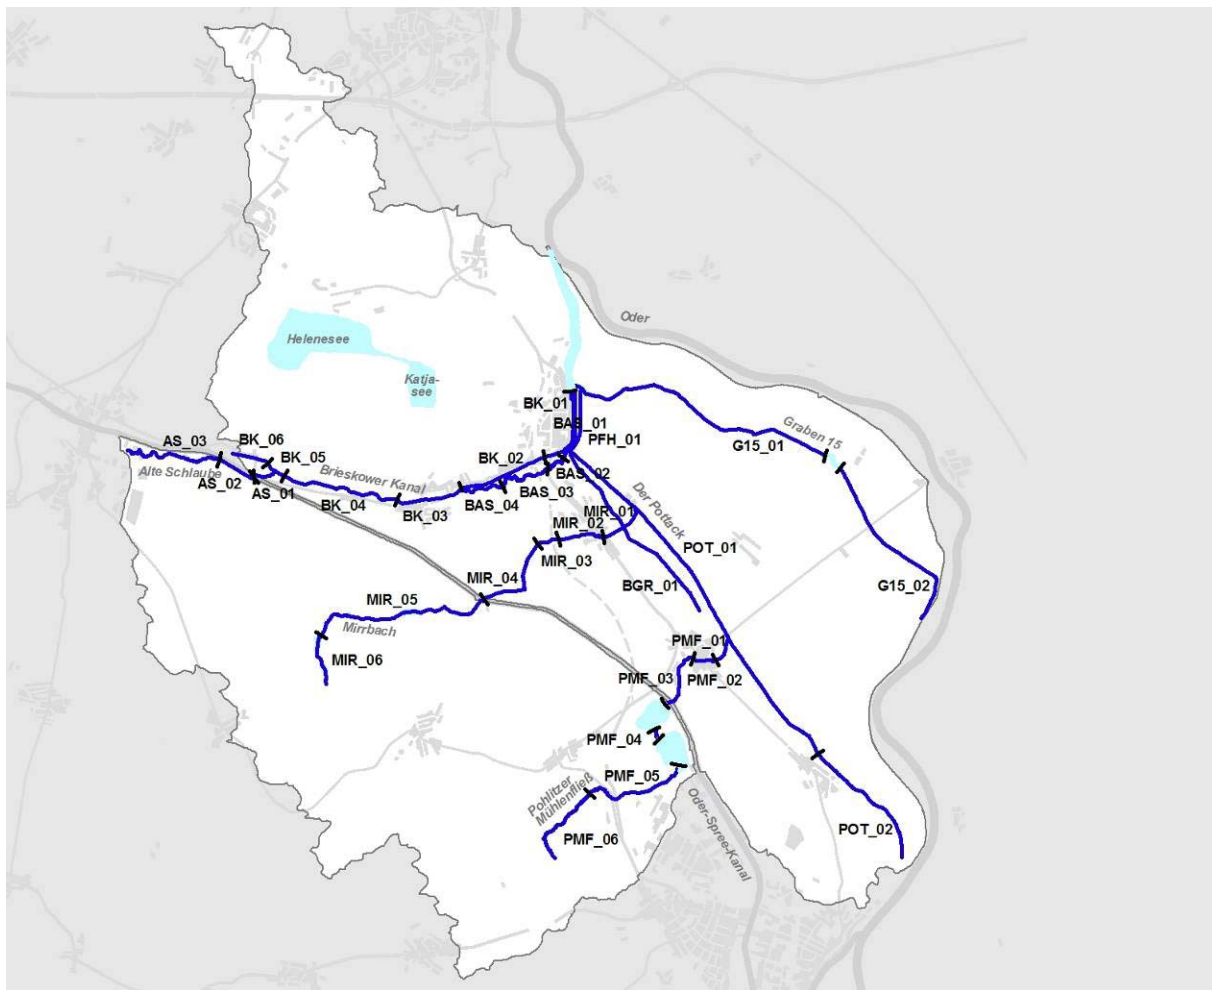 Oder
Helenesee
Katja-
see
BK_01
BAS_01
PFH_01
Graben 15
G15_01
AS_03
BK_06
BK_05
BK_02
BAS_02
Alte Schlaube
Brieskower Kanal
AS_02
AS_01
BK_04
BK_03
BAS_04
BAS_03
Der Pottack
MIR_01
MIR_02
MIR_03
POT_01
MIR_04
BGR_01
G15_02
MIR_05
Mirrbach
MIR_06
PMF_01
PMF_03
PMF_02
PMF_04
PMF_05
Pohlitzer
Mühlenfließ
PMF_06
Oder-Spree-Kanal
POT_02